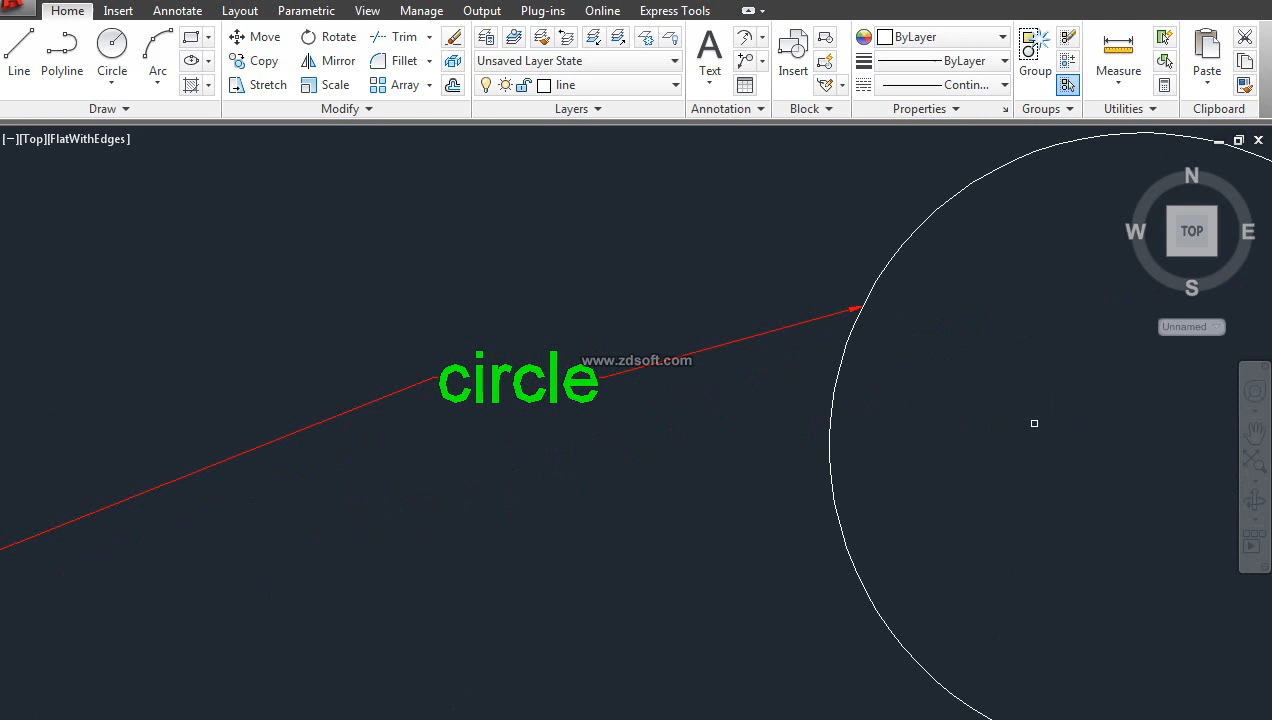 Home Insert Annotate Layout Parametric View Manage Output Plug-ins Online Express Tools
Move Rotate Trim Unsaved Layer State ByLayer
Line Polyline Circle Arc Copy Mirror Fillet Text Insert ByLayer Group Measure Paste
Stretch Scale Array line Contin...
Draw Modify Layers Annotation Block Properties Groups Utilities Clipboard
[−][Top][FlatWithEdges]
N
W TOP E
S
Unnamed
www.zdsoft.com
circle